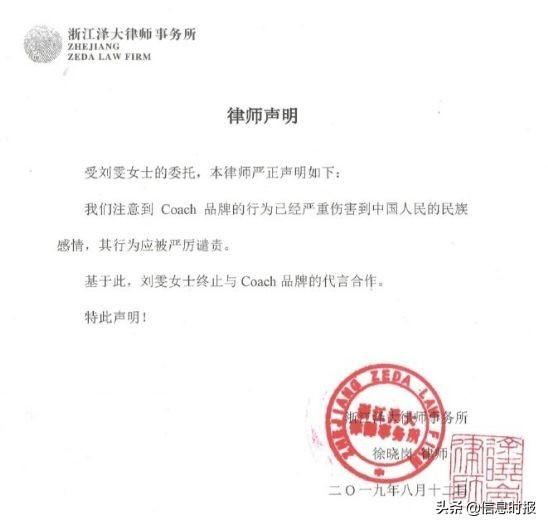 浙江泽大律师事务所
ZHEJIANG
ZEDA LAW FIRM
律师声明
受刘雯女士的委托，本律师严正声明如下：
我们注意到 Coach 品牌的行为已经严重伤害到中国人民的民族
感情，其行为应被严厉谴责。
基于此，刘雯女士终止与 Coach 品牌的代言合作。
特此声明！
ZHEJIANG ZEDA LAW FIRM
浙江泽大
律师事务所
浙江泽大律师事务所
徐晓岗 律师
徐晓岗
律师
二〇一九年八月十二日
头条 @信息时报